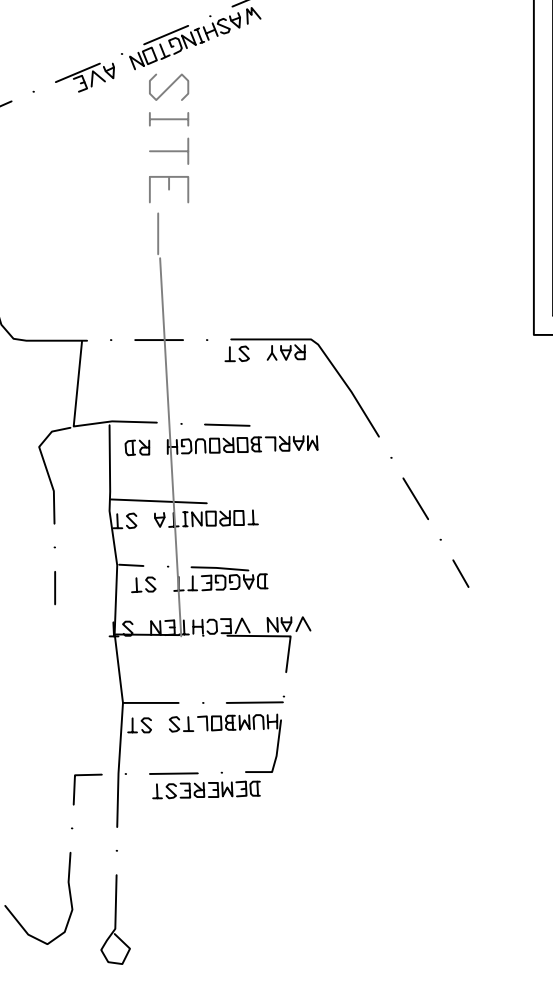 DEMEREST
HUMBOLTS ST
VAN VECHTEN ST
DAGGETT ST
TORONITA ST
MARLBOROUGH RD
RAY ST
SITE
WASHINGTON AVE